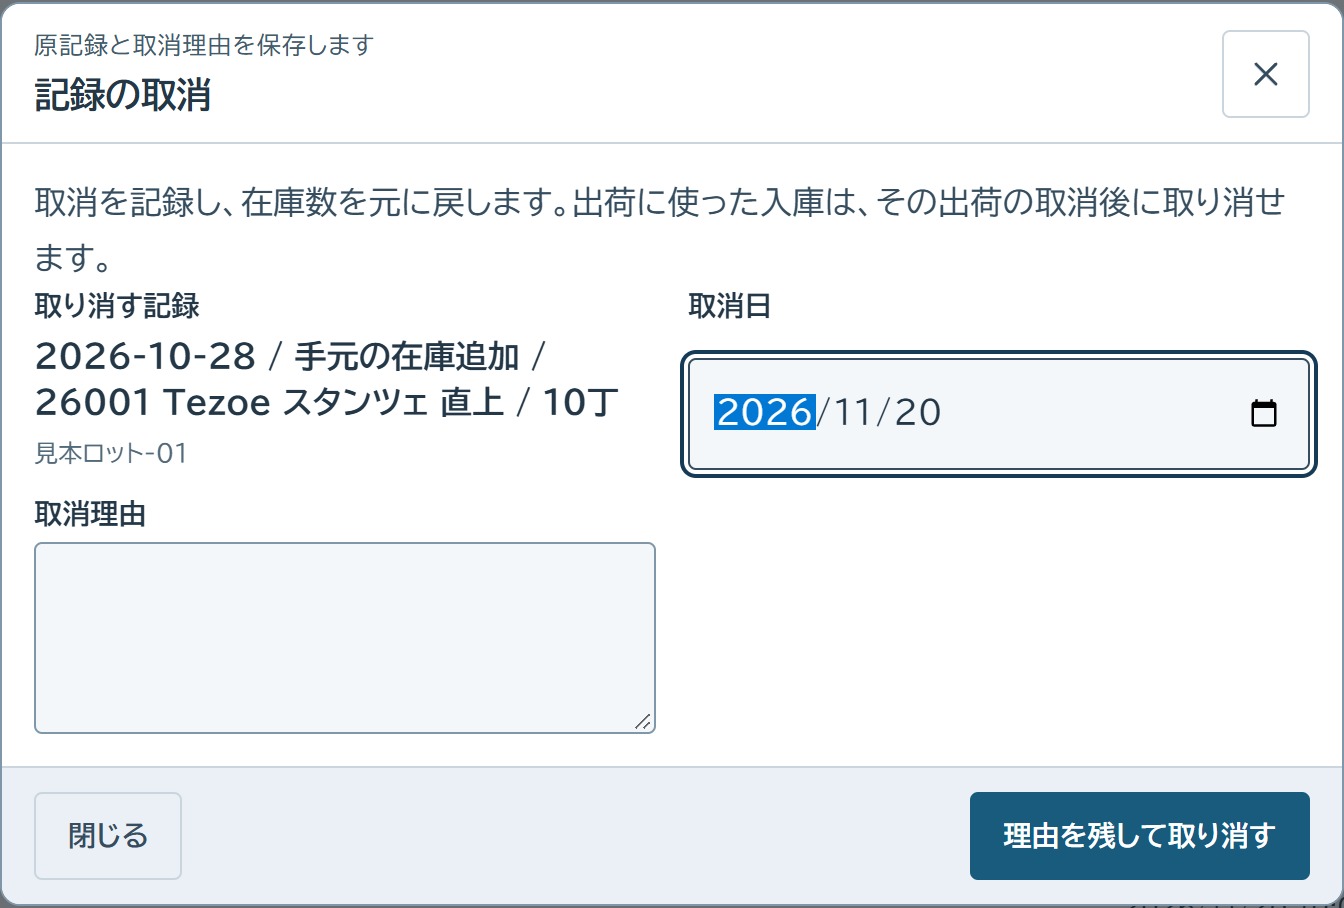 原記録と取消理由を保存します
記録の取消
取消を記録し、在庫数を元に戻します。出荷に使った入庫は、その出荷の取消後に取り消せ
ます。
取り消す記録
2026-10-28 / 手元の在庫追加 /
26001 Tezoe スタンツェ 直上 / 10丁
見本ロット-01
取消日
2026/11/20
取消理由
閉じる
理由を残して取り消す